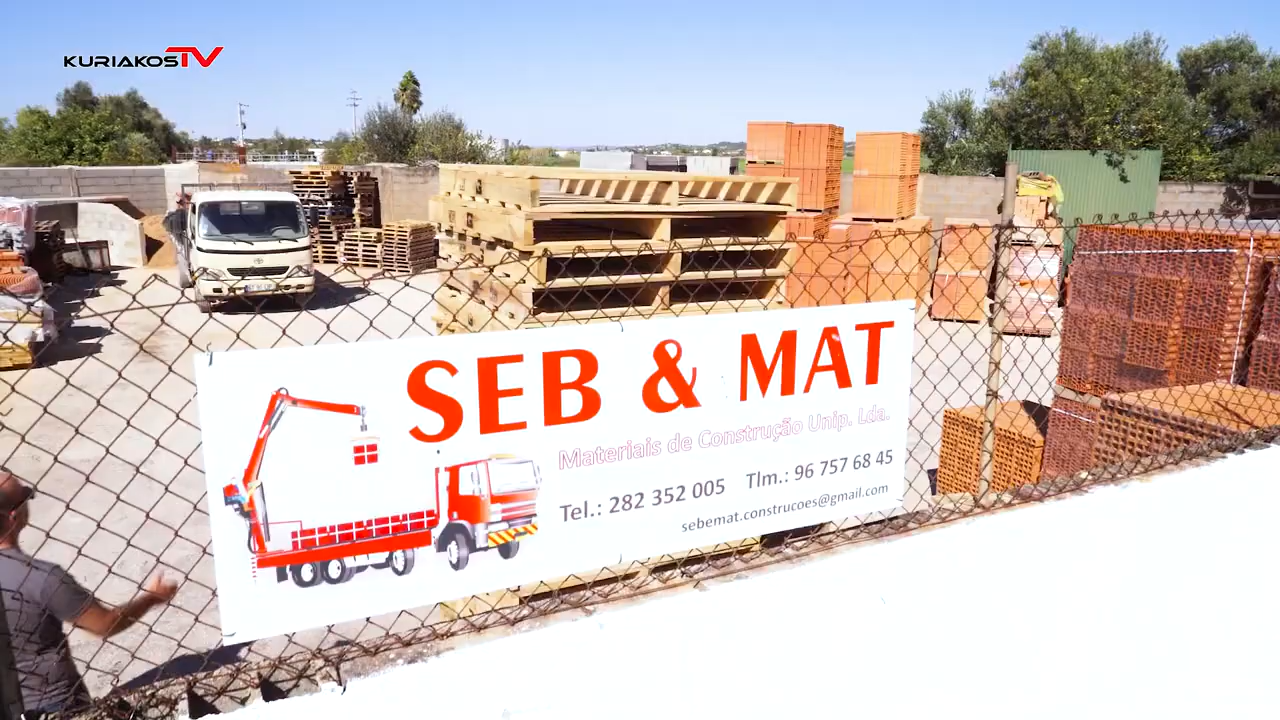 KURIAKOSTV
SEB & MAT
Materiais de Construção Unip. Lda.
Tel.: 282 352 005 Tlm.: 96 757 68 45
sebemat.construcoes@gmail.com